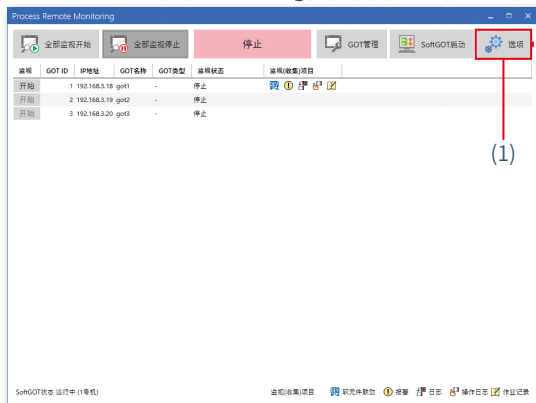 Process Remote Monitoring
全部监视开始 全部监视停止 停止 GOT管理 SoftGOT启动 选项
监视 GOT ID IP地址 GOT名称 GOT类型 监视状态 监视(收集)项目
开始 1 192.168.3.18 got1 - 停止
开始 2 192.168.3.19 got2 - 停止
开始 3 192.168.3.20 got3 - 停止
(1)
SoftGOT状态 运行中 (1号机) 监视(收集)项目 软元件联动 报警 日志 操作日志 作业记录